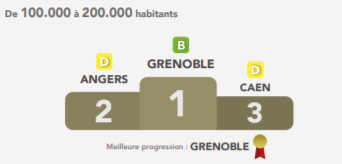 De 100.000 à 200.000 habitants
B
D GRENOBLE D
ANGERS CAEN
2 1 3
Meilleure progression : GRENOBLE